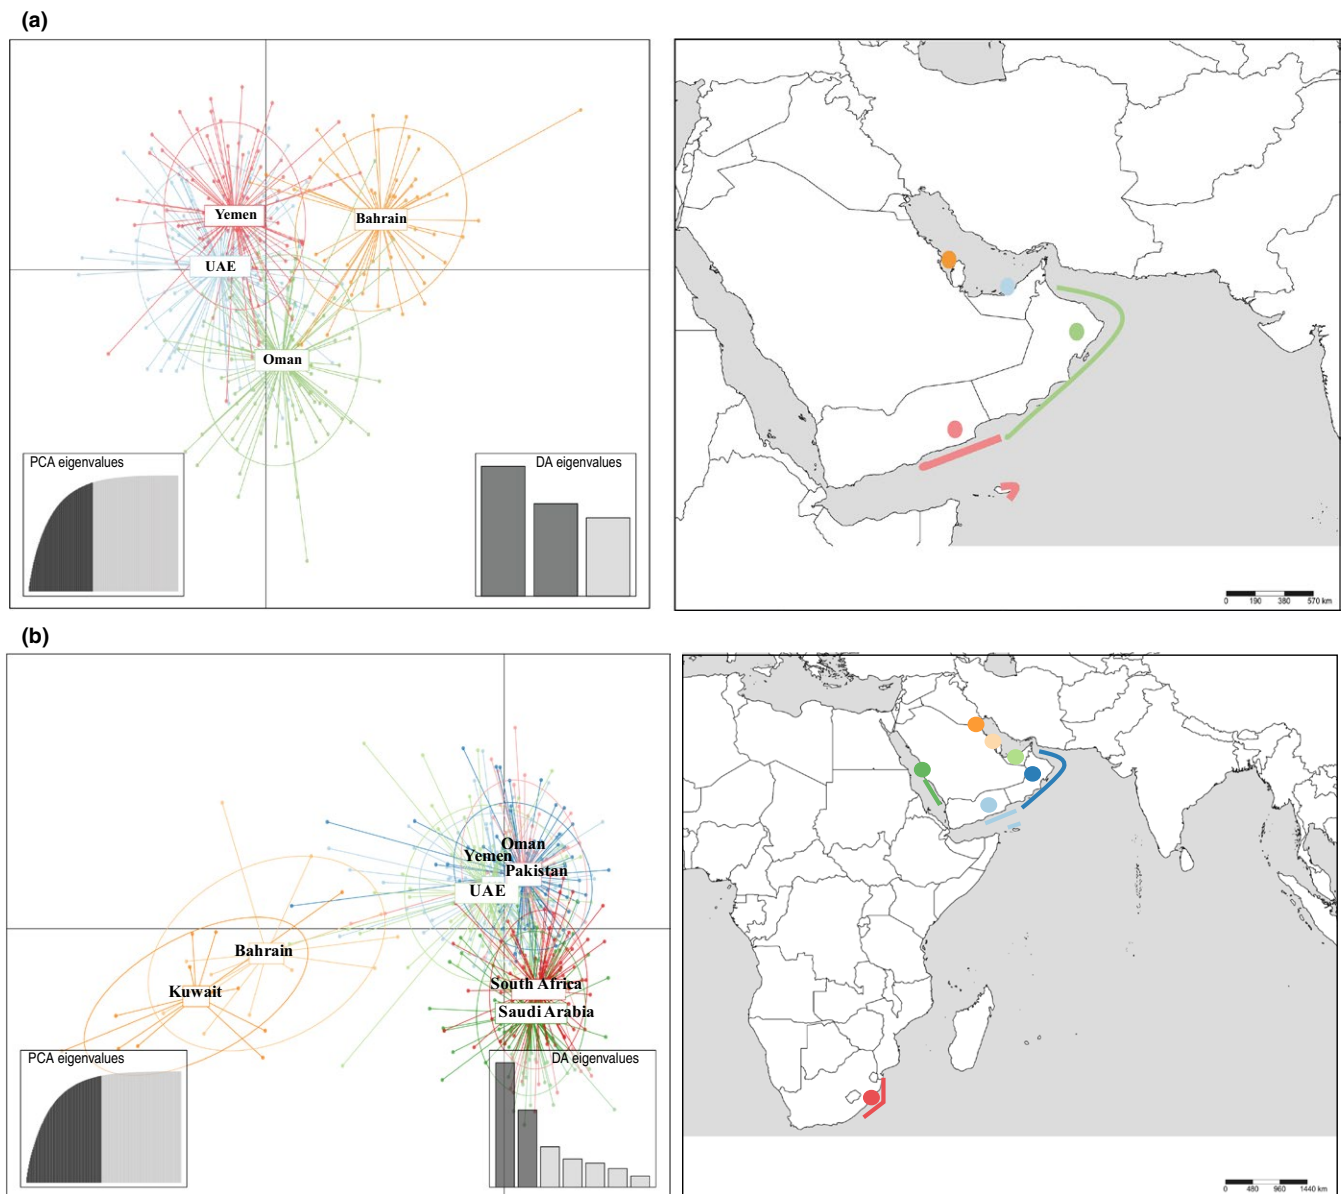 (a)
Yemen
Bahrain
UAE
Oman
PCA eigenvalues
DA eigenvalues
0 190 380 570 km
(b)
Oman
Yemen
Pakistan
UAE
Bahrain
South Africa
Kuwait
Saudi Arabia
PCA eigenvalues
DA eigenvalues
0 480 960 1440 km